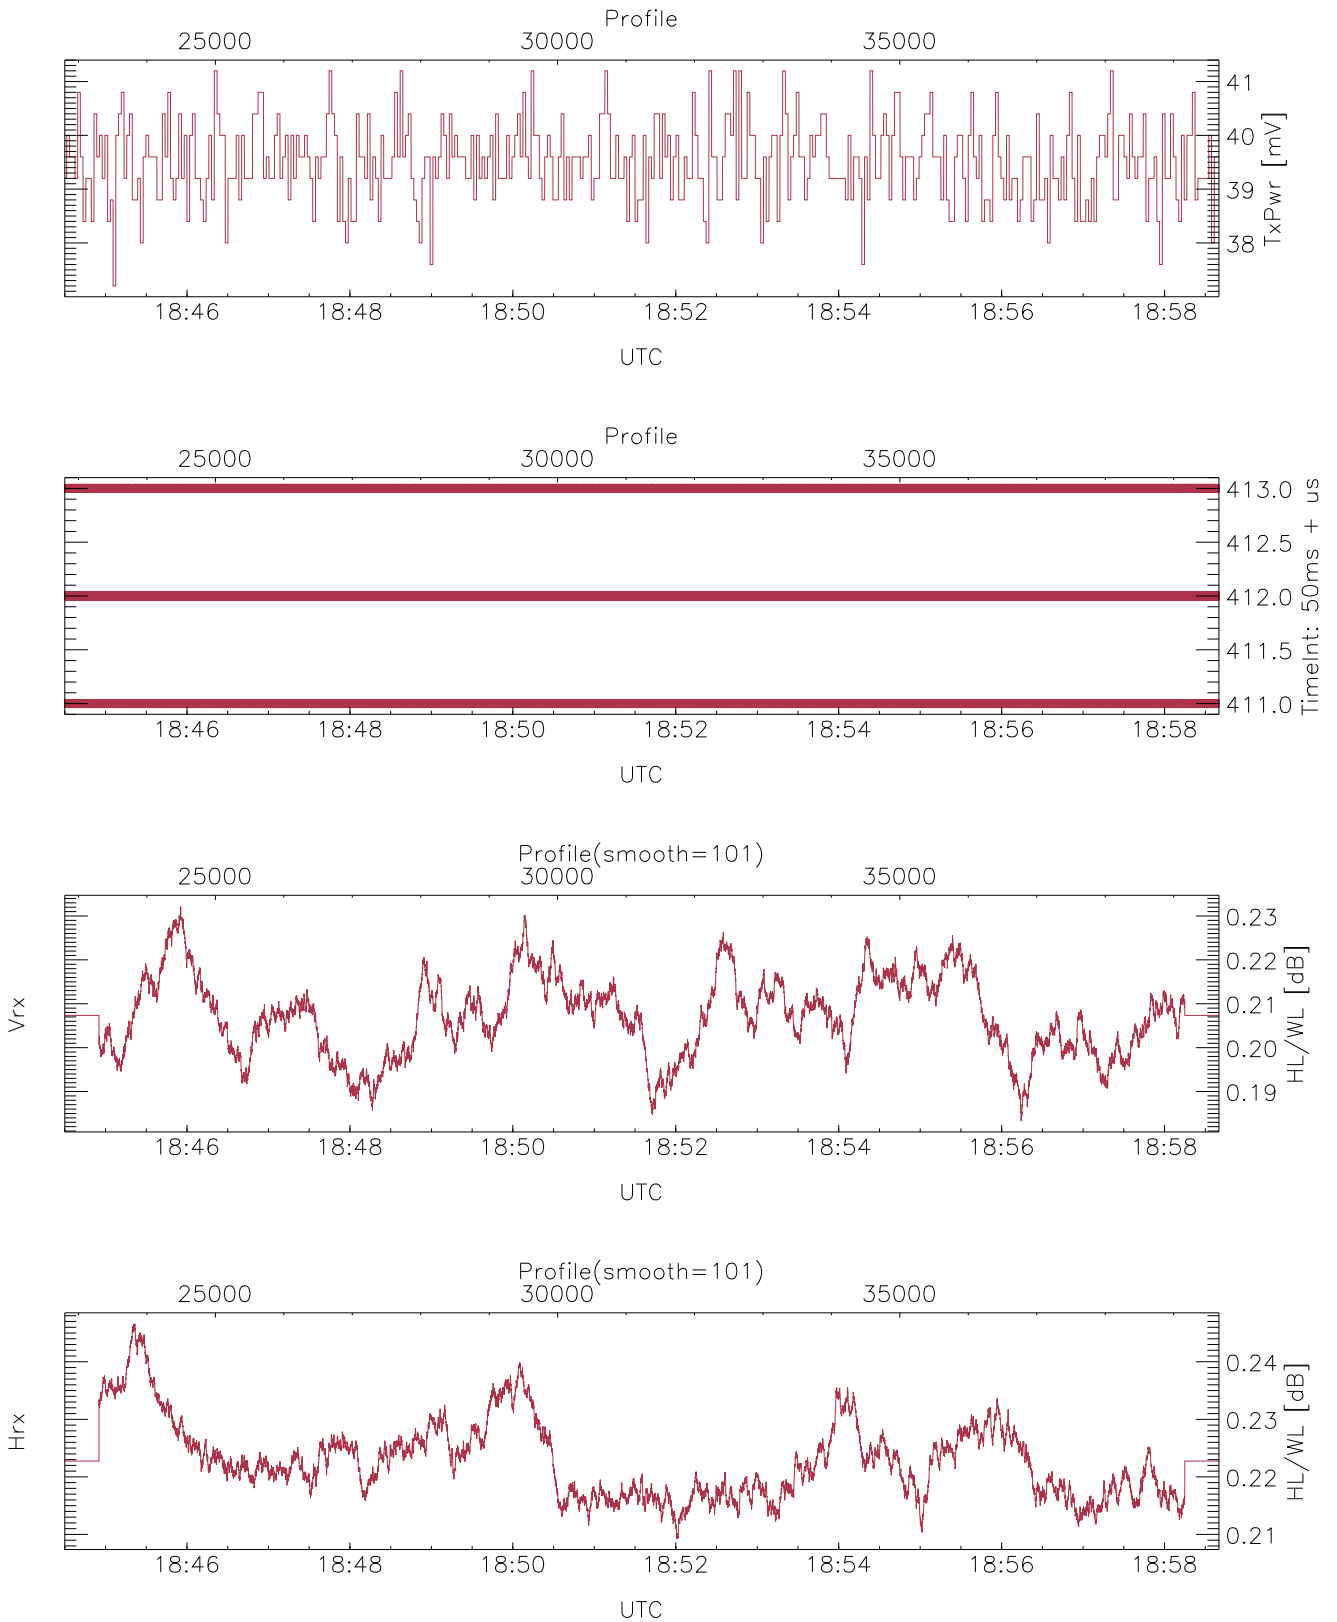 Profile
25000 30000 35000
41
40
39
38
TxPwr [mV]
18:46 18:48 18:50 18:52 18:54 18:56 18:58
UTC
Profile
25000 30000 35000
413.0
412.5
412.0
411.5
411.0
TimeInt: 50ms + us
18:46 18:48 18:50 18:52 18:54 18:56 18:58
UTC
Profile(smooth=101)
25000 30000 35000
Vrx
0.23
0.22
0.21
0.20
0.19
HL/WL [dB]
18:46 18:48 18:50 18:52 18:54 18:56 18:58
UTC
Profile(smooth=101)
25000 30000 35000
Hrx
0.24
0.23
0.22
0.21
HL/WL [dB]
18:46 18:48 18:50 18:52 18:54 18:56 18:58
UTC